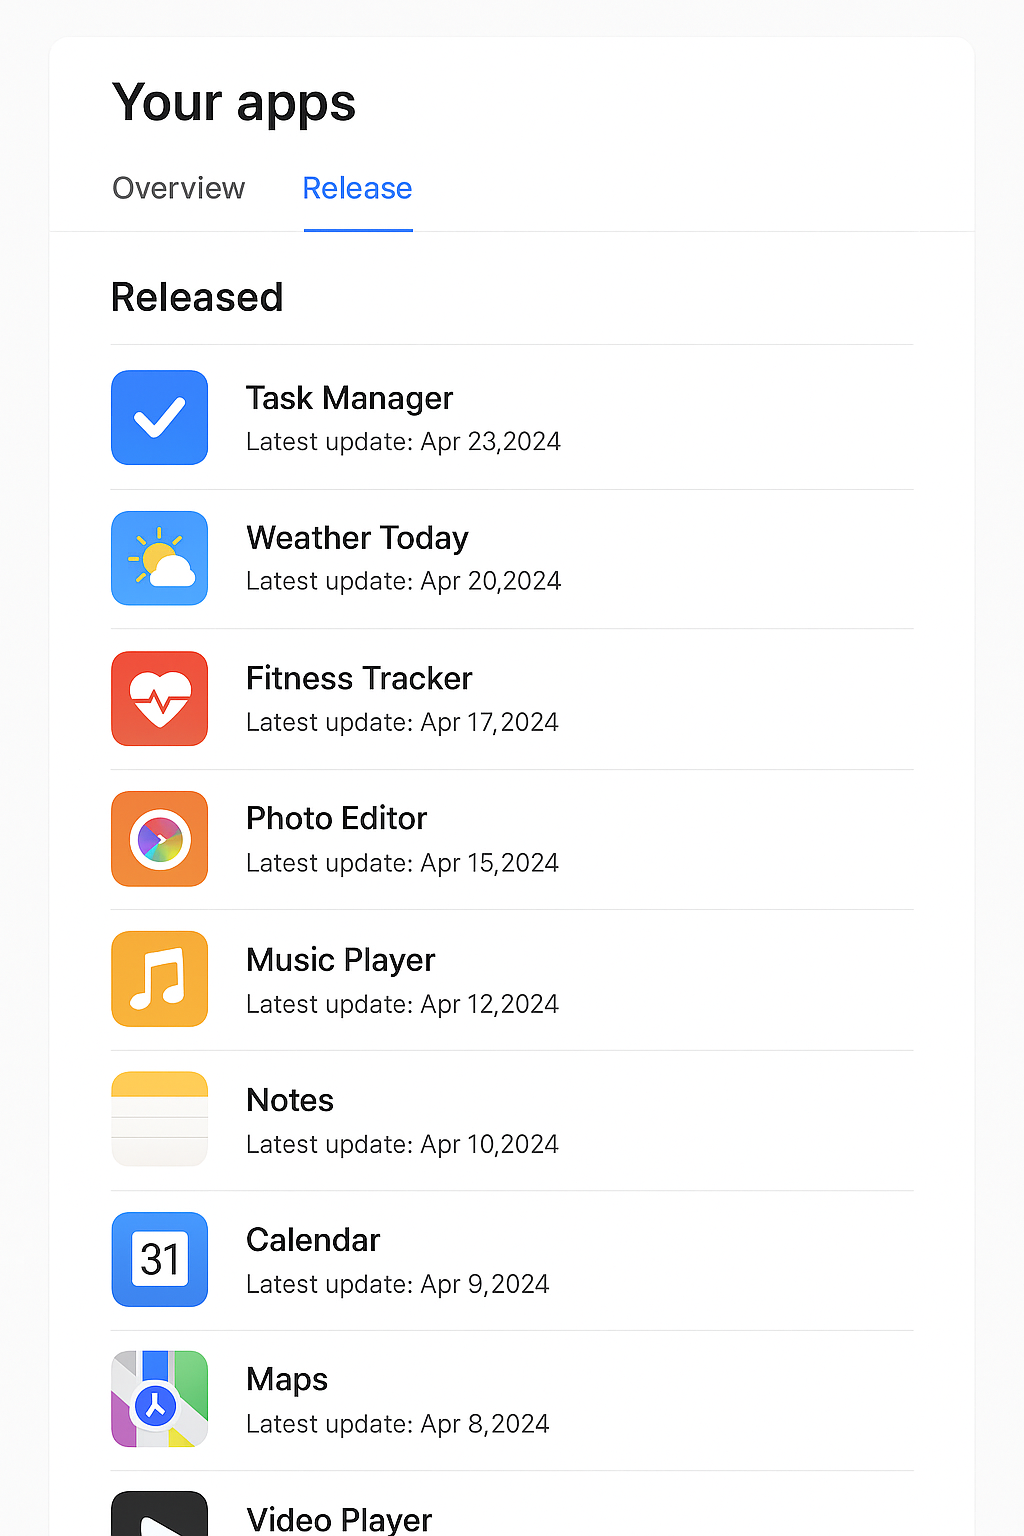 Your apps
Overview Release
Released
Task Manager
Latest update: Apr 23,2024
Weather Today
Latest update: Apr 20,2024
Fitness Tracker
Latest update: Apr 17,2024
Photo Editor
Latest update: Apr 15,2024
Music Player
Latest update: Apr 12,2024
Notes
Latest update: Apr 10,2024
31
Calendar
Latest update: Apr 9,2024
Maps
Latest update: Apr 8,2024
Video Player